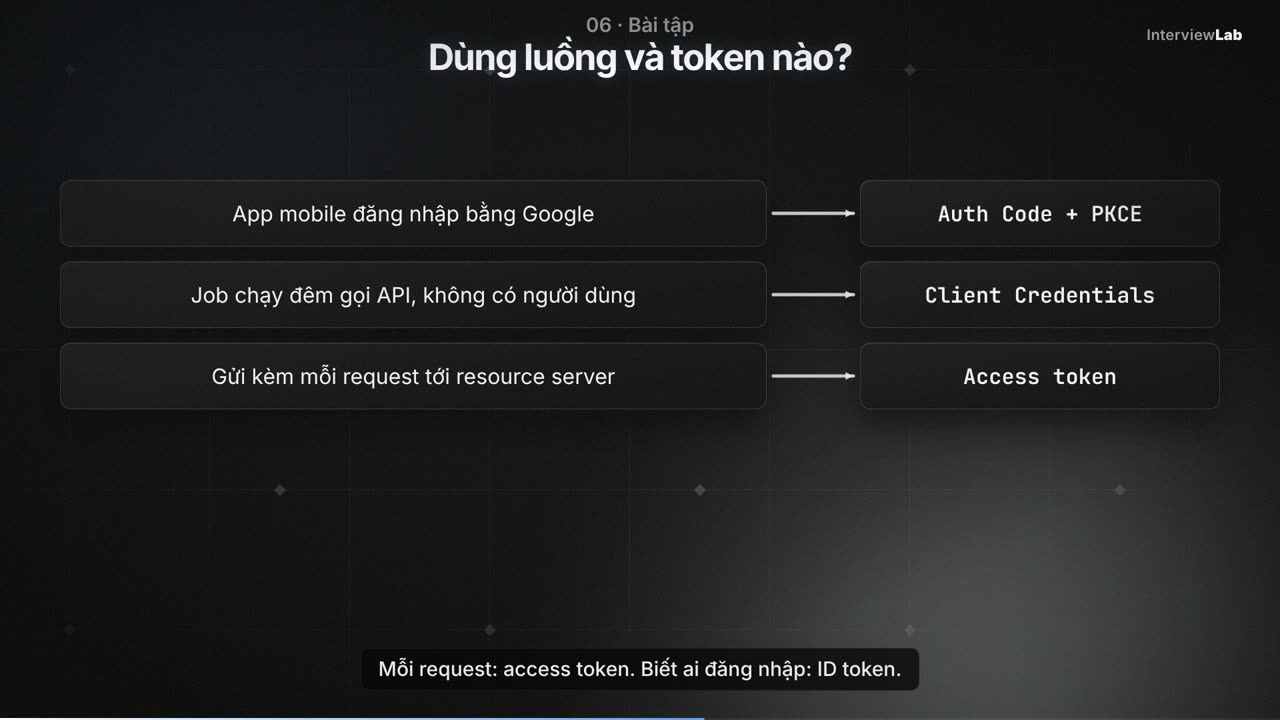 06 · Bài tập
InterviewLab
Dùng luồng và token nào?
App mobile đăng nhập bằng Google
Auth Code + PKCE
Job chạy đêm gọi API, không có người dùng
Client Credentials
Gửi kèm mỗi request tới resource server
Access token
Mỗi request: access token. Biết ai đăng nhập: ID token.